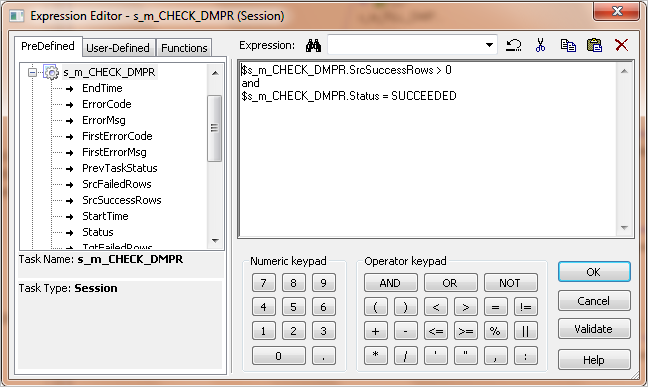 Expression Editor - s_m_CHECK_DMPR (Session)
PreDefined User-Defined Functions
Expression:
s_m_CHECK_DMPR
EndTime
ErrorCode
ErrorMsg
FirstErrorCode
FirstErrorMsg
PrevTaskStatus
SrcFailedRows
SrcSuccessRows
StartTime
Status
TgtFailedRows
Task Name: s_m_CHECK_DMPR
Task Type: Session
$s_m_CHECK_DMPR.SrcSuccessRows > 0
and
$s_m_CHECK_DMPR.Status = SUCCEEDED
Numeric keypad
7 8 9
4 5 6
1 2 3
0 .
Operator keypad
AND OR NOT
( ) < > = !=
+ - <= >= % ||
* / ' " , :
OK
Cancel
Validate
Help